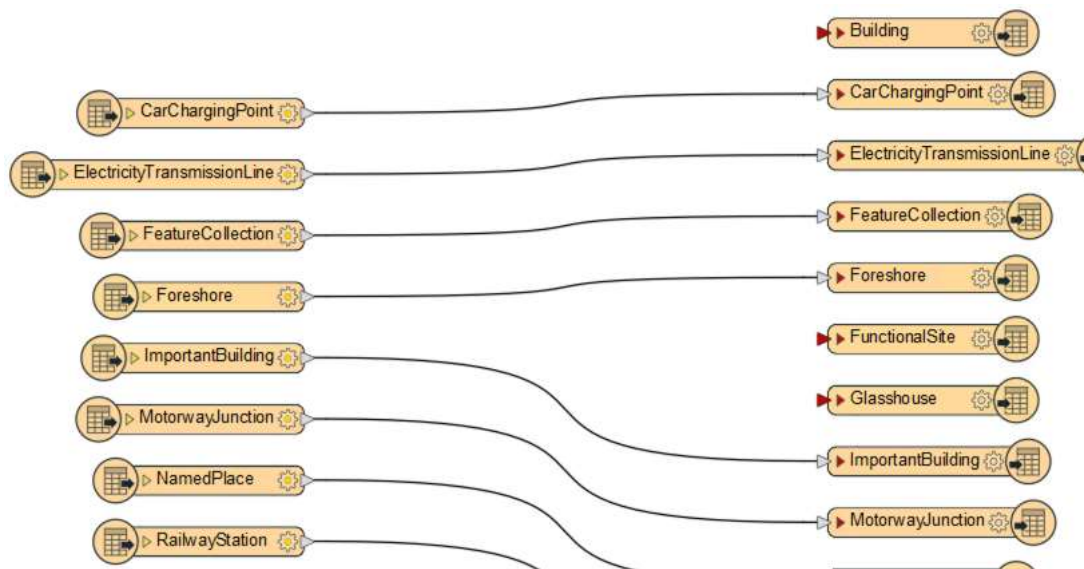 CarChargingPoint
ElectricityTransmissionLine
FeatureCollection
Foreshore
ImportantBuilding
MotorwayJunction
NamedPlace
RailwayStation
Building
CarChargingPoint
ElectricityTransmissionLine
FeatureCollection
Foreshore
FunctionalSite
Glasshouse
ImportantBuilding
MotorwayJunction